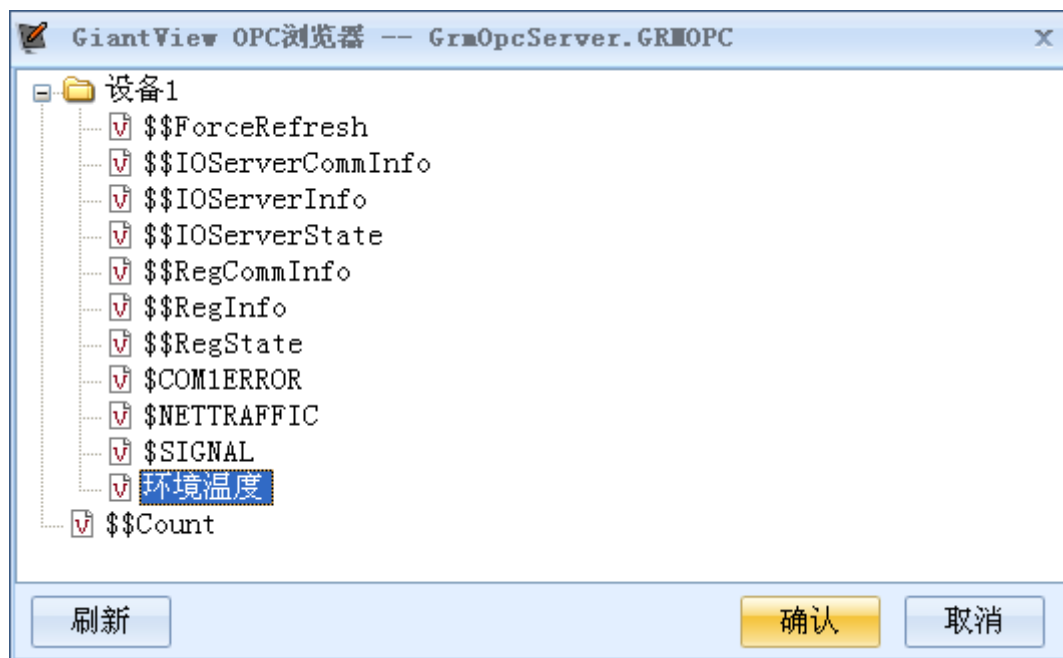 GiantView OPC浏览器 -- GrmOpcServer.GRMOPC
设备1
$$ForceRefresh
$$IOServerCommInfo
$$IOServerInfo
$$IOServerState
$$RegCommInfo
$$RegInfo
$$RegState
$COM1ERROR
$NETTRAFFIC
$SIGNAL
环境温度
$$Count
刷新 确认 取消